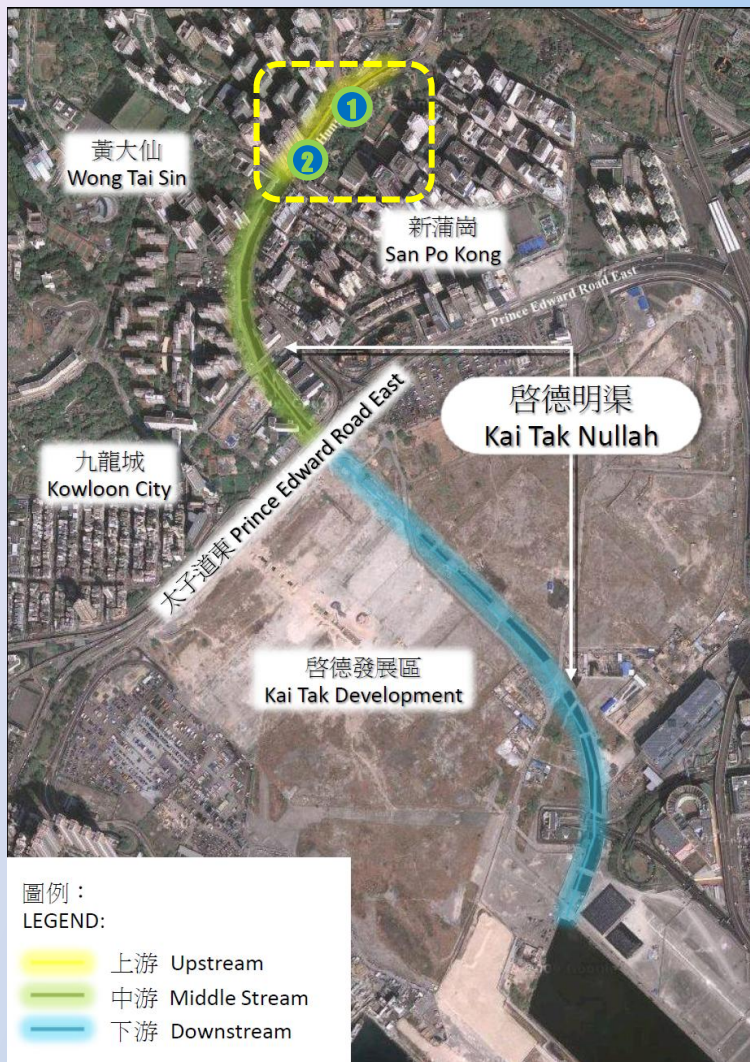 1
2
黃大仙
Wong Tai Sin
新蒲崗
San Po Kong
Prince Edward Road East
啓德明渠
Kai Tak Nullah
九龍城
Kowloon City
太子道東 Prince Edward Road East
啓德發展區
Kai Tak Development
圖例：
LEGEND:
上游 Upstream
中游 Middle Stream
下游 Downstream